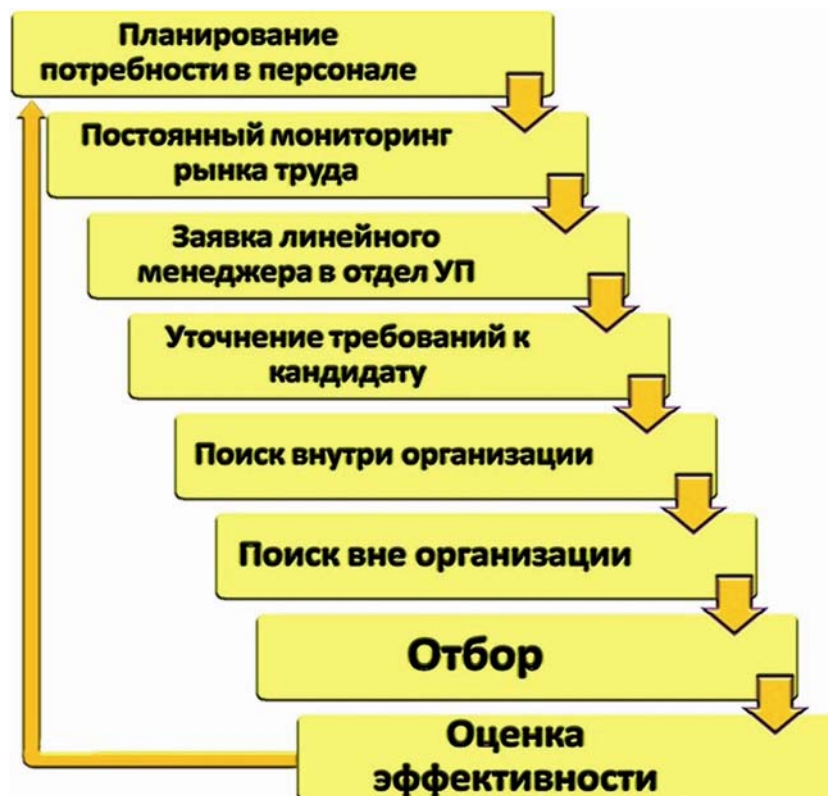 Планирование
потребности в персонале
Постоянный мониторинг
рынка труда
Заявка линейного
менеджера в отдел УП
Уточнение требований к
кандидату
Поиск внутри организации
Поиск вне организации
Отбор
Оценка
эффективности